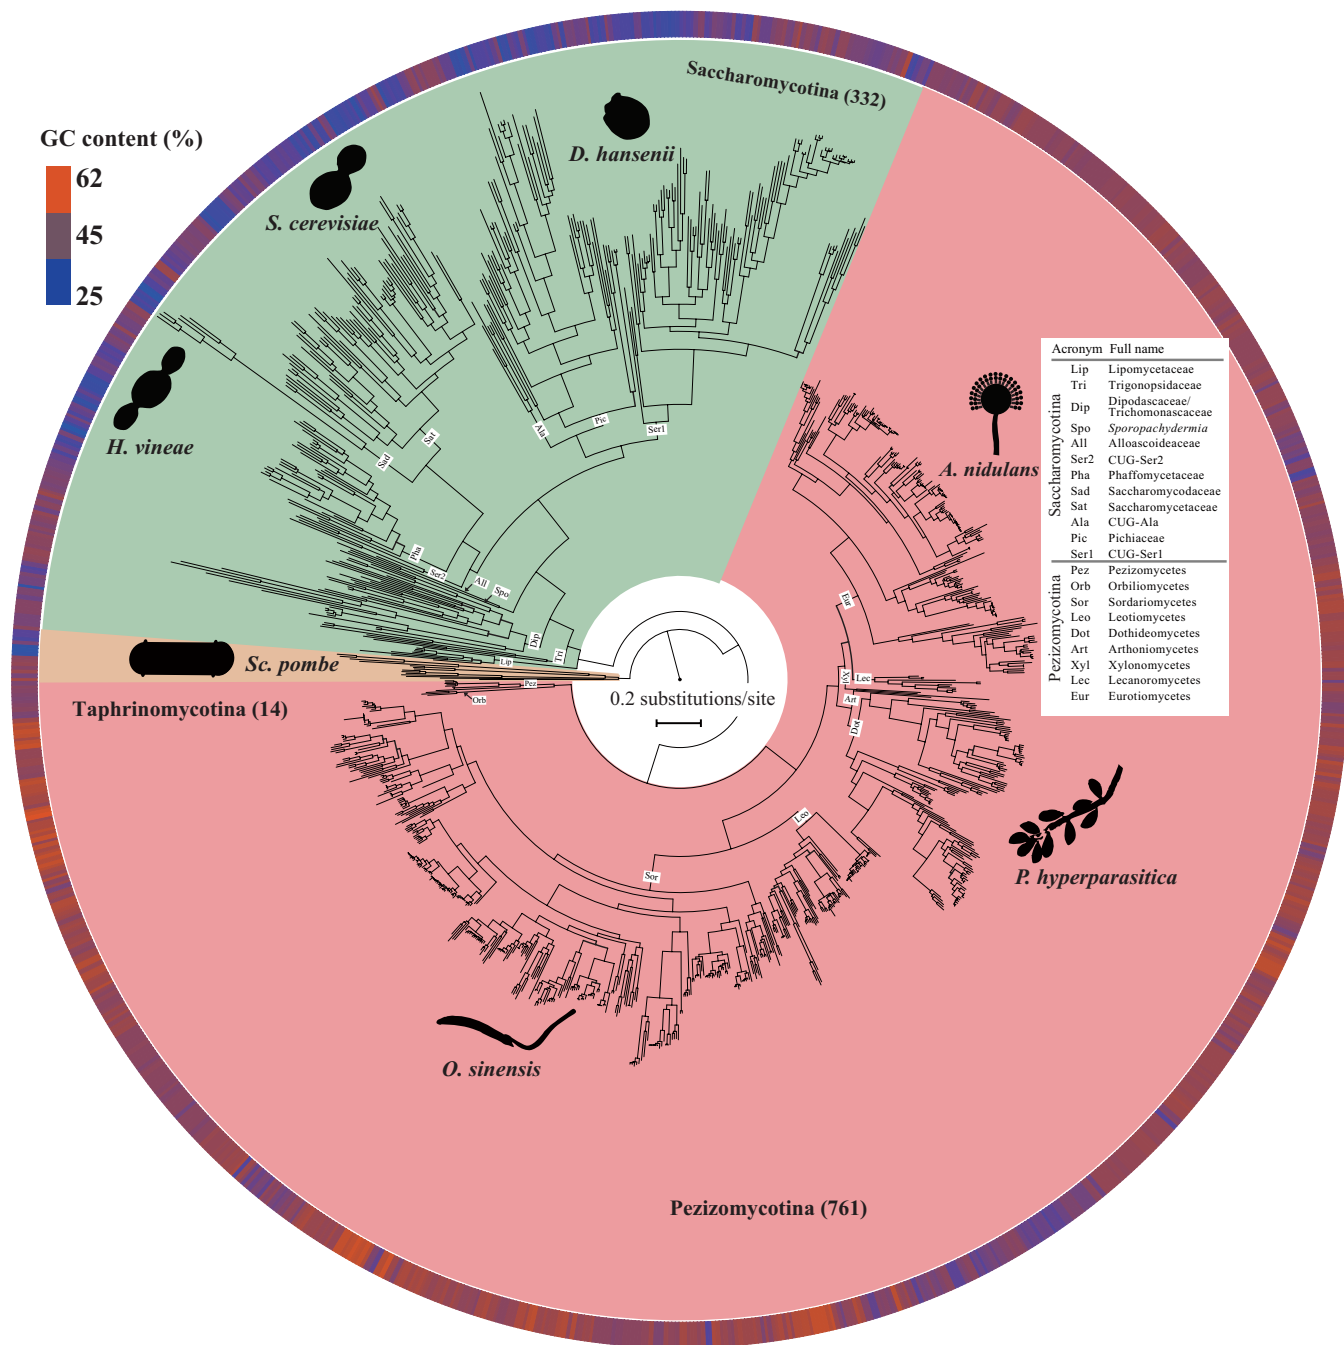 Saccharomycotina (332)
GC content (%)
62
45
25
D. hansenii
S. cerevisiae
H. vineae
A. nidulans
Sc. pombe
Taphrinomycotina (14)
0.2 substitutions/site
P. hyperparasitica
O. sinensis
Pezizomycotina (761)
Sad
Sat
Ala
Pic
Ser1
Pha
Ser2
All
Spo
Dip
Tri
Lip
Pez
Orb
Eur
Xyl
Lec
Art
Dot
Leo
Sor
Acronym Full name
Saccharomycotina
Lip Lipomycetaceae
Tri Trigonopsidaceae
Dip Dipodascaceae/
Trichomonascaceae
Spo Sporopachydermia
All Alloascoideaceae
Ser2 CUG-Ser2
Pha Phaffomycetaceae
Sad Saccharomycodaceae
Sat Saccharomycetaceae
Ala CUG-Ala
Pic Pichiaceae
Ser1 CUG-Ser1
Pezizomycotina
Pez Pezizomycetes
Orb Orbiliomycetes
Sor Sordariomycetes
Leo Leotiomycetes
Dot Dothideomycetes
Art Arthoniomycetes
Xyl Xylonomycetes
Lec Lecanoromycetes
Eur Eurotiomycetes